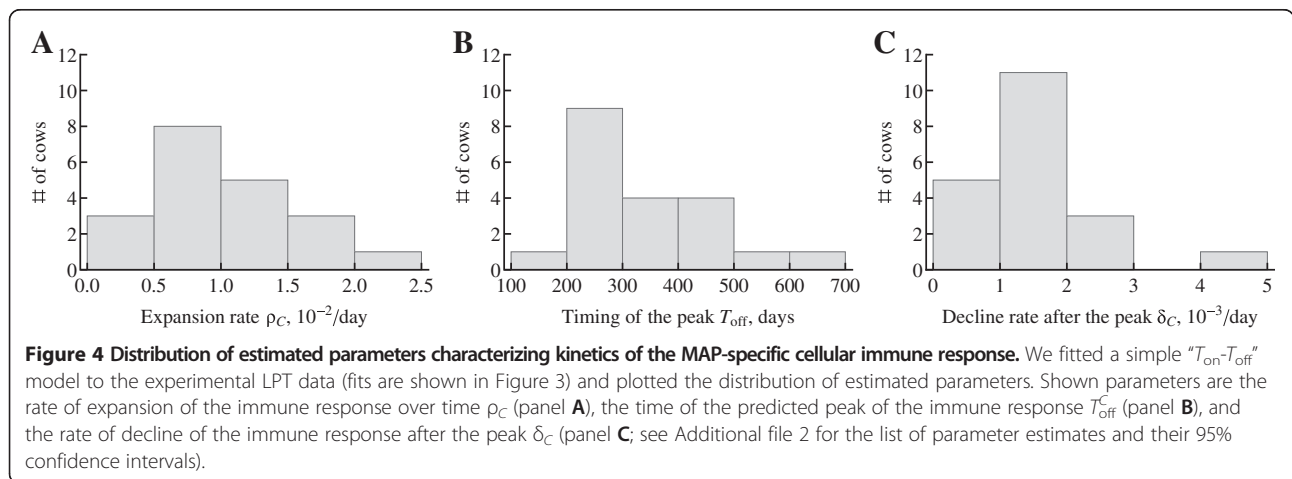 A
B
C
12
10
8
6
4
2
0
# of cows
0.0 0.5 1.0 1.5 2.0 2.5
Expansion rate ρC, 10−2/day
12
10
8
6
4
2
0
# of cows
100 200 300 400 500 600 700
Timing of the peak Toff, days
12
10
8
6
4
2
0
# of cows
0 1 2 3 4 5
Decline rate after the peak δC, 10−3/day
Figure 4 Distribution of estimated parameters characterizing kinetics of the MAP-specific cellular immune response. We fitted a simple “Ton-Toff”
model to the experimental LPT data (fits are shown in Figure 3) and plotted the distribution of estimated parameters. Shown parameters are the
rate of expansion of the immune response over time ρC (panel A), the time of the predicted peak of the immune response TCoff (panel B), and
the rate of decline of the immune response after the peak δC (panel C; see Additional file 2 for the list of parameter estimates and their 95%
confidence intervals).